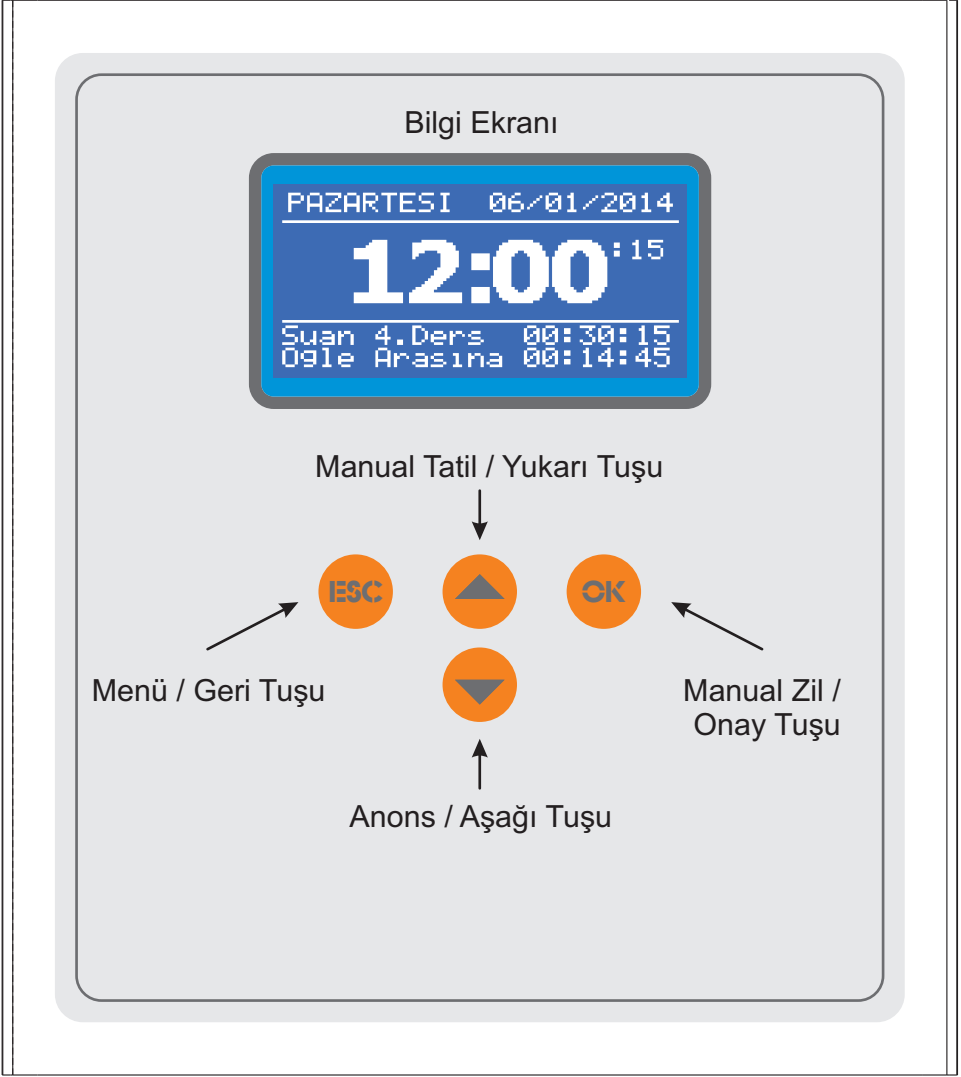 Bilgi Ekranı
PAZARTESI 06/01/2014
12:00:15
Suan 4.Ders 00:30:15
Ogle Arasina 00:14:45
Manual Tatil / Yukarı Tuşu
ESC
OK
Menü / Geri Tuşu
Manual Zil /
Onay Tuşu
Anons / Aşağı Tuşu